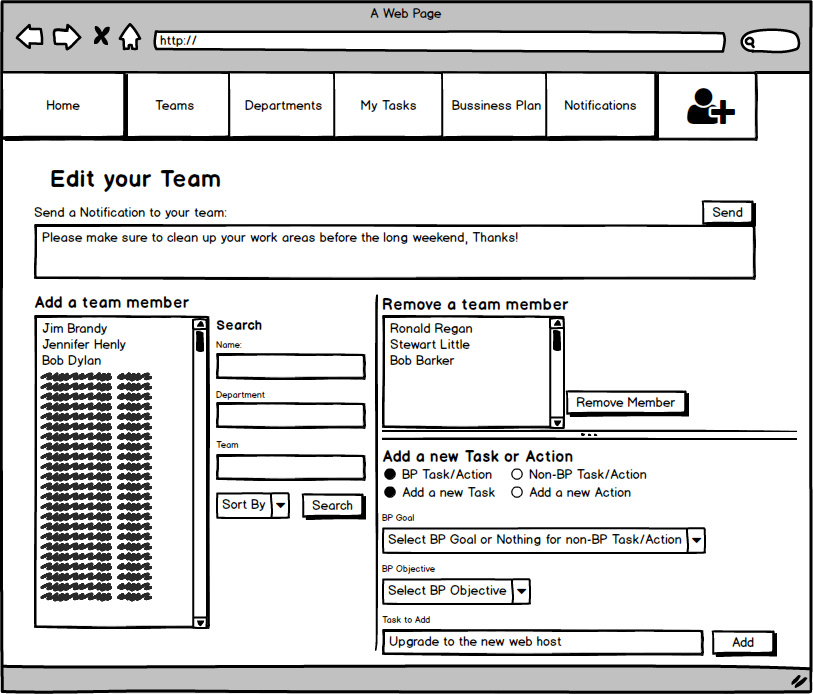 A Web Page
http://
Home Teams Departments My Tasks Bussiness Plan Notifications
Edit your Team
Send a Notification to your team:
Send
Please make sure to clean up your work areas before the long weekend, Thanks!
Add a team member
Jim Brandy
Jennifer Henly
Bob Dylan
Search
Name:
Department
Team
Sort By
Search
Remove a team member
Ronald Regan
Stewart Little
Bob Barker
Remove Member
Add a new Task or Action
BP Task/Action Non-BP Task/Action
Add a new Task Add a new Action
BP Goal
Select BP Goal or Nothing for non-BP Task/Action
BP Objective
Select BP Objective
Task to Add
Upgrade to the new web host
Add